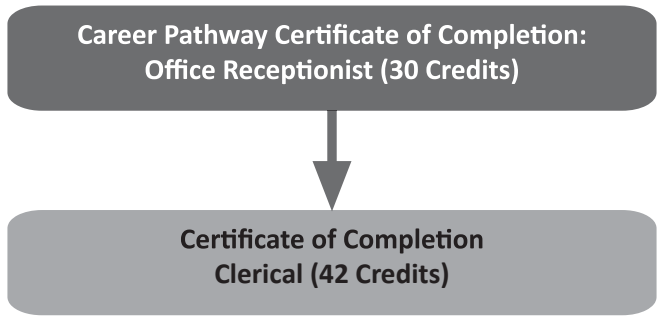 Career Pathway Certificate of Completion:
Office Receptionist (30 Credits)
Certificate of Completion
Clerical (42 Credits)